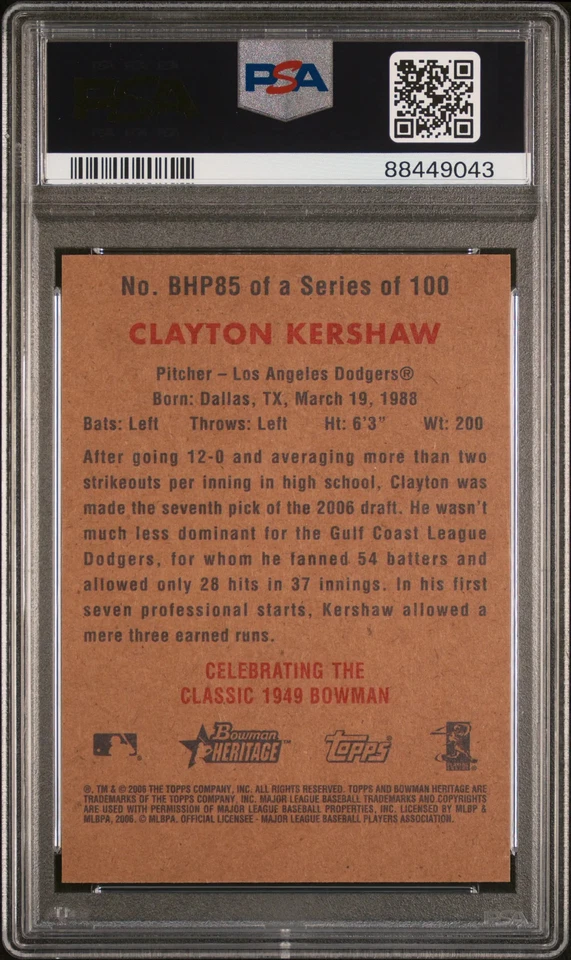 PSA
88449043
No. BHP85 of a Series of 100
CLAYTON KERSHAW
Pitcher – Los Angeles Dodgers®
Born: Dallas, TX, March 19, 1988
Bats: Left Throws: Left Ht: 6'3" Wt: 200
After going 12-0 and averaging more than two
strikeouts per inning in high school, Clayton was
made the seventh pick of the 2006 draft. He wasn't
much less dominant for the Gulf Coast League
Dodgers, for whom he fanned 54 batters and
allowed only 28 hits in 37 innings. In his first
seven professional starts, Kershaw allowed a
mere three earned runs.
CELEBRATING THE
CLASSIC 1949 BOWMAN
Bowman
HERITAGE™
Topps®
PLAYERS
®, TM & © 2006 THE TOPPS COMPANY, INC. ALL RIGHTS RESERVED. TOPPS AND BOWMAN HERITAGE ARE
TRADEMARKS OF THE TOPPS COMPANY, INC. MAJOR LEAGUE BASEBALL TRADEMARKS AND COPYRIGHTS
ARE USED WITH PERMISSION OF MAJOR LEAGUE BASEBALL PROPERTIES, INC. LICENSED BY MLBP &
MLBPA, 2006. © MLBPA. OFFICIAL LICENSEE - MAJOR LEAGUE BASEBALL PLAYERS ASSOCIATION.
PSA